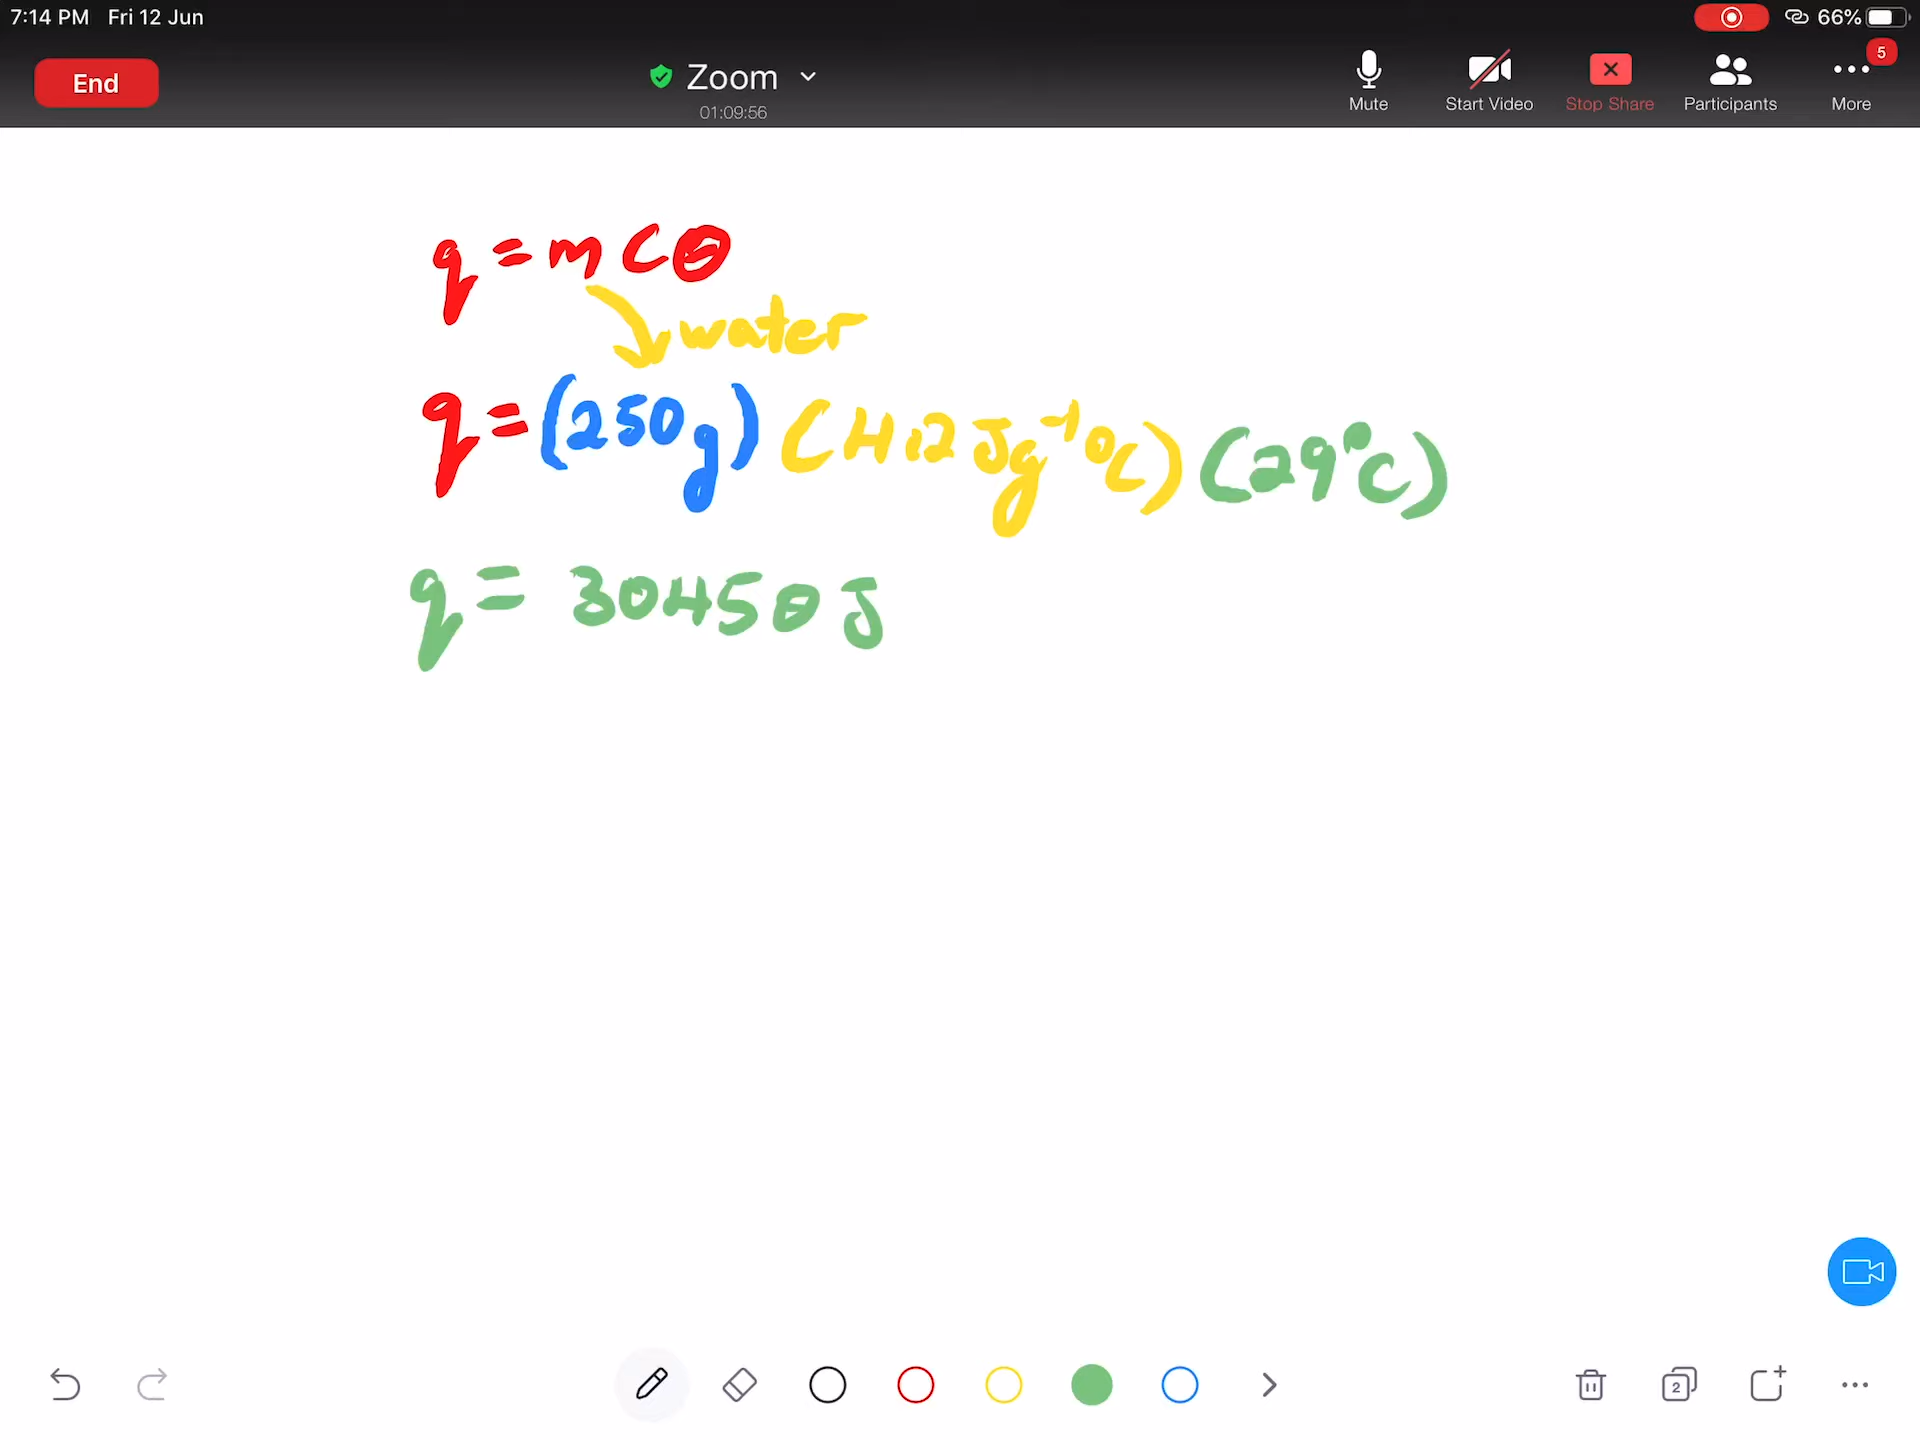 7:14 PM Fri 12 Jun
66%
End
Zoom
01:09:56
Mute
Start Video
Stop Share
Participants
More
5
q = m C θ
water
q = (250g) (4.12 Jg⁻¹ °C) (29°C)
q = 30450 J
2